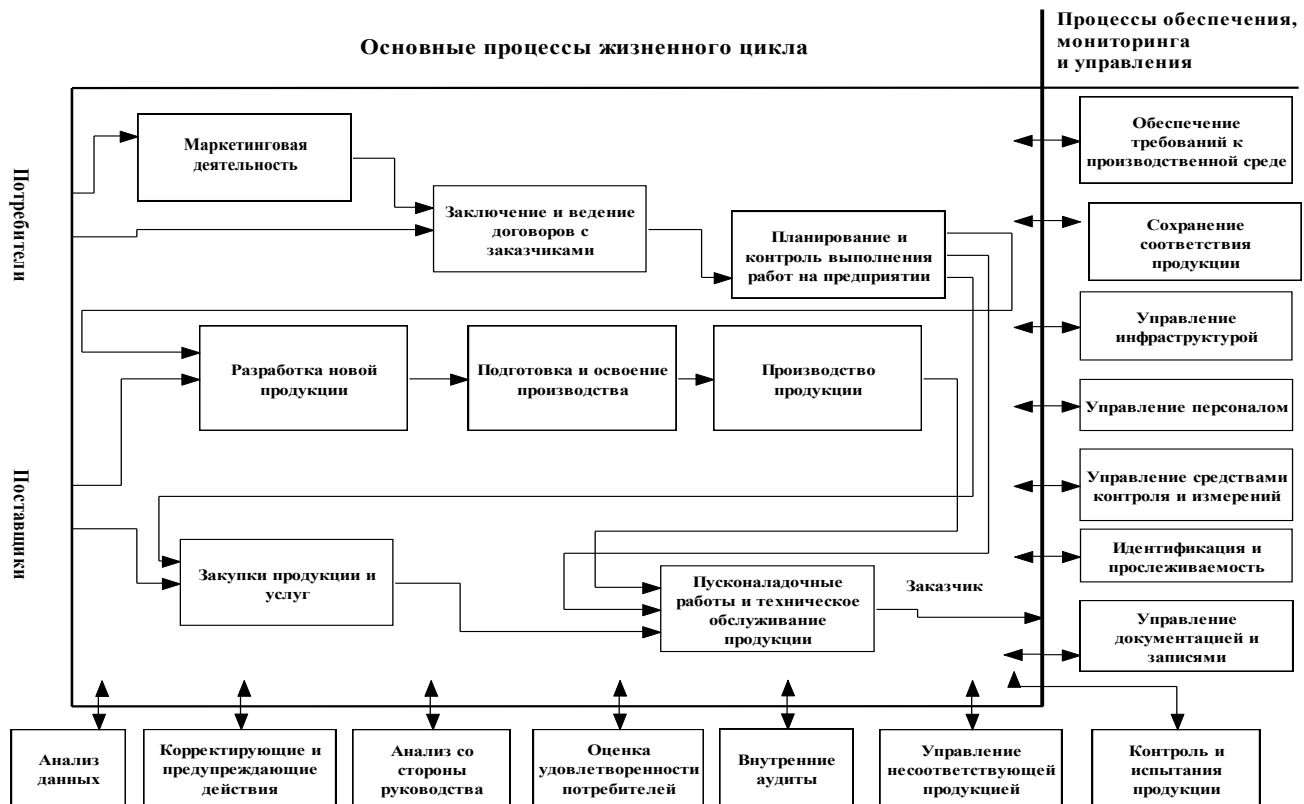 Основные процессы жизненного цикла
Процессы обеспечения,
мониторинга
и управления
Потребители
Поставщики
Маркетинговая
деятельность
Заключение и ведение
договоров с
заказчиками
Планирование и
контроль выполнения
работ на предприятии
Разработка новой
продукции
Подготовка и освоение
производства
Производство
продукции
Закупки продукции и
услуг
Пусконаладочные
работы и техническое
обслуживание
продукции
Заказчик
Обеспечение
требований к
производственной среде
Сохранение
соответствия
продукции
Управление
инфраструктурой
Управление персоналом
Управление средствами
контроля и измерений
Идентификация и
прослеживаемость
Управление
документацией и
записями
Анализ
данных
Корректирующие и
предупреждающие
действия
Анализ со
стороны
руководства
Оценка
удовлетворенности
потребителей
Внутренние
аудиты
Управление
несоответствующей
продукцией
Контроль и
испытания
продукции